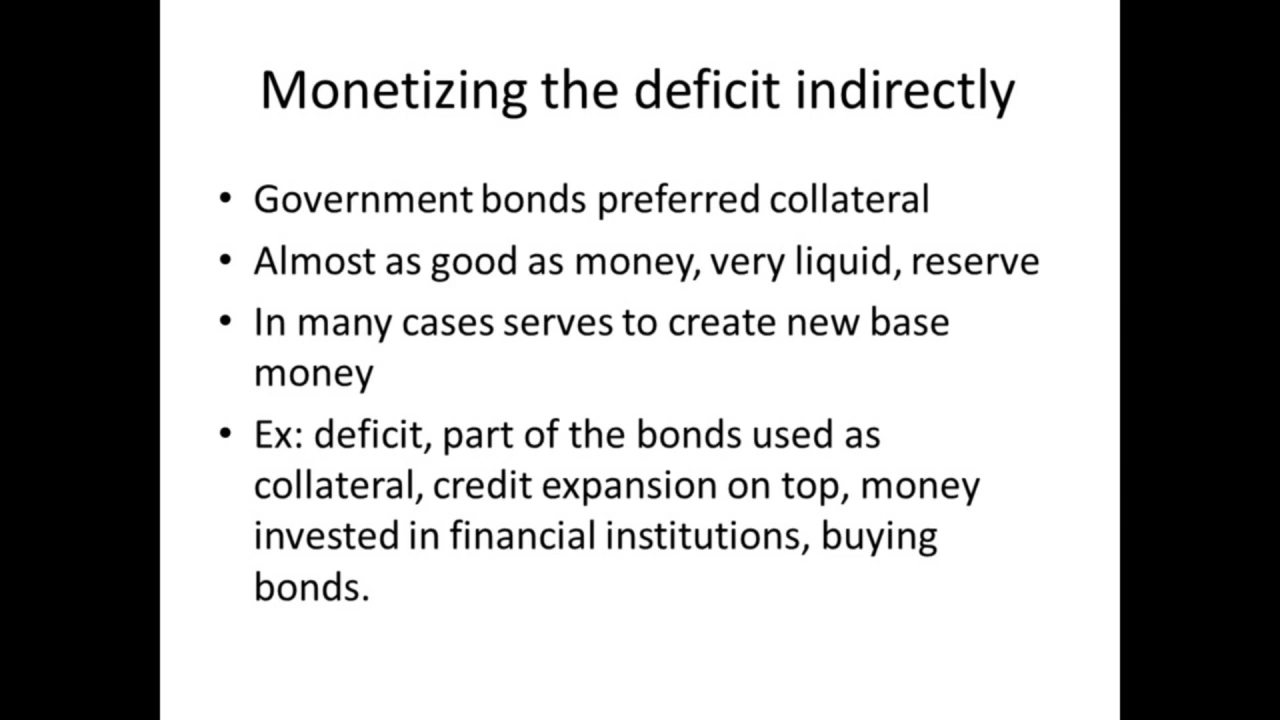 Monetizing the deficit indirectly
• Government bonds preferred collateral
• Almost as good as money, very liquid, reserve
• In many cases serves to create new base
money
• Ex: deficit, part of the bonds used as
collateral, credit expansion on top, money
invested in financial institutions, buying
bonds.